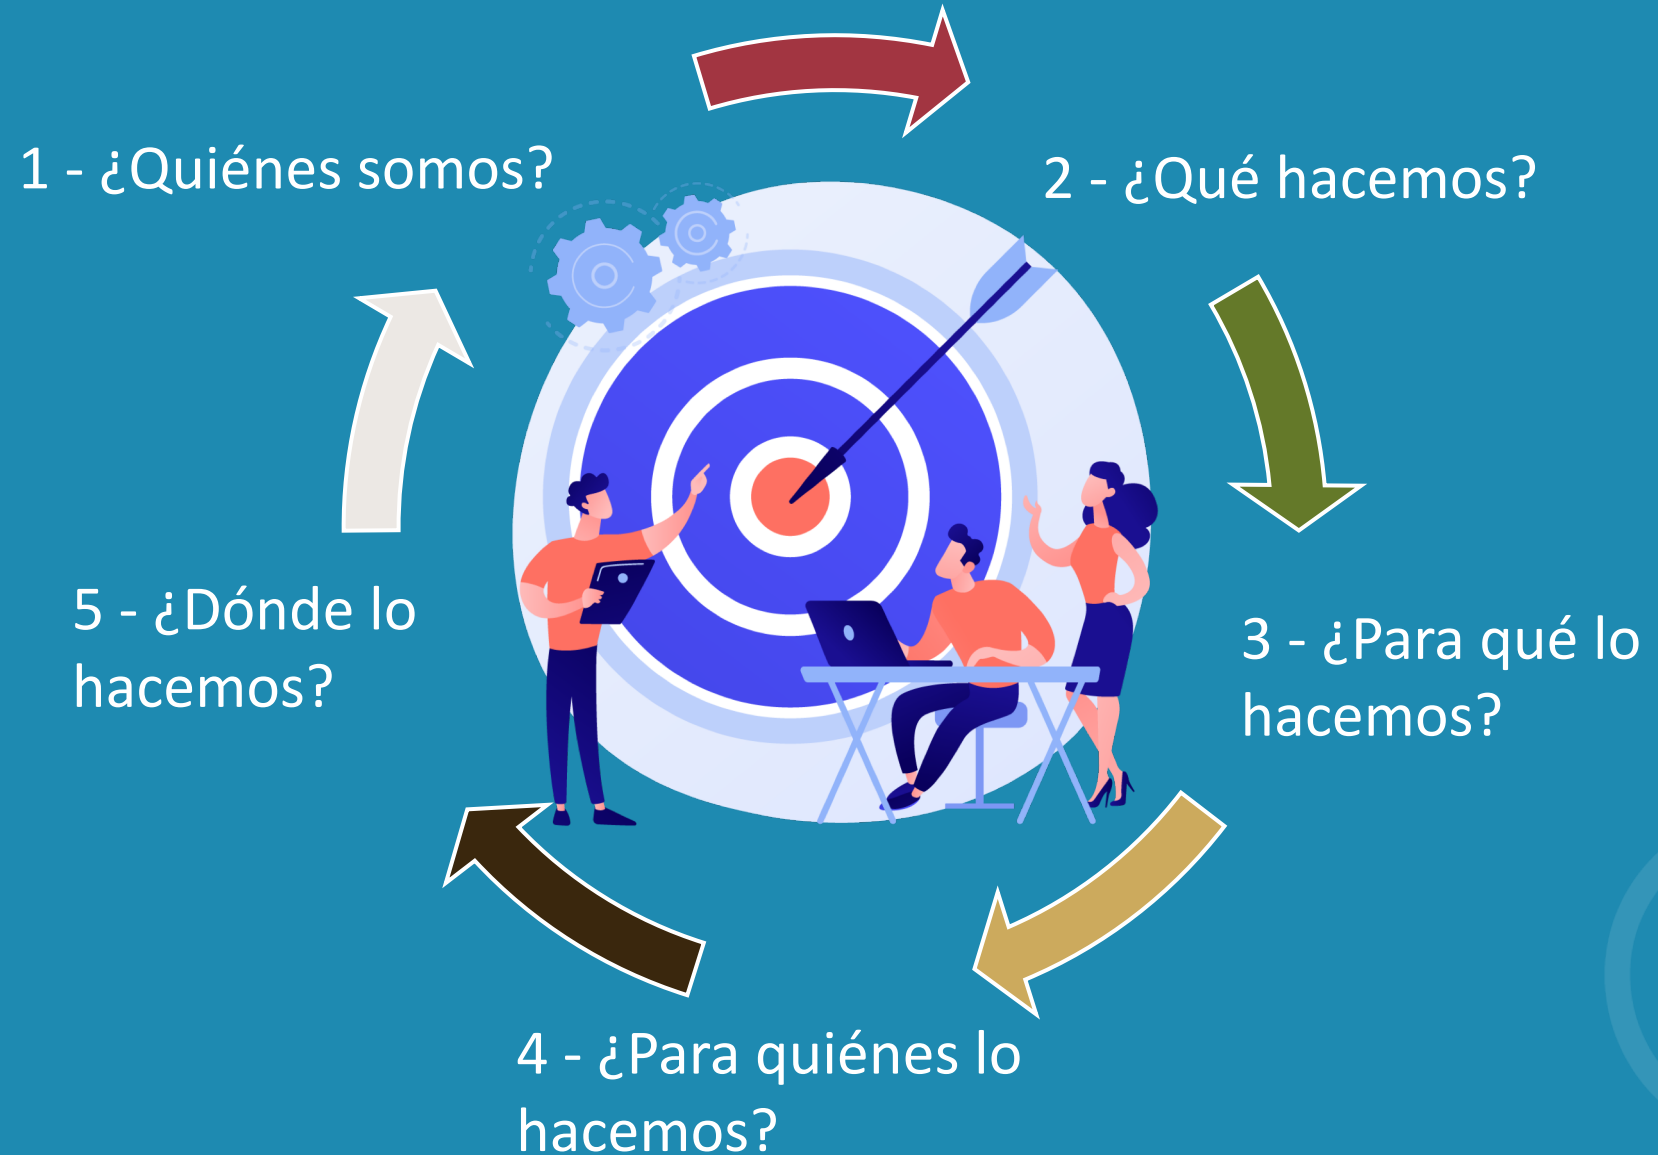 1 - ¿Quiénes somos?
2 - ¿Qué hacemos?
3 - ¿Para qué lo
hacemos?
4 - ¿Para quiénes lo
hacemos?
5 - ¿Dónde lo
hacemos?